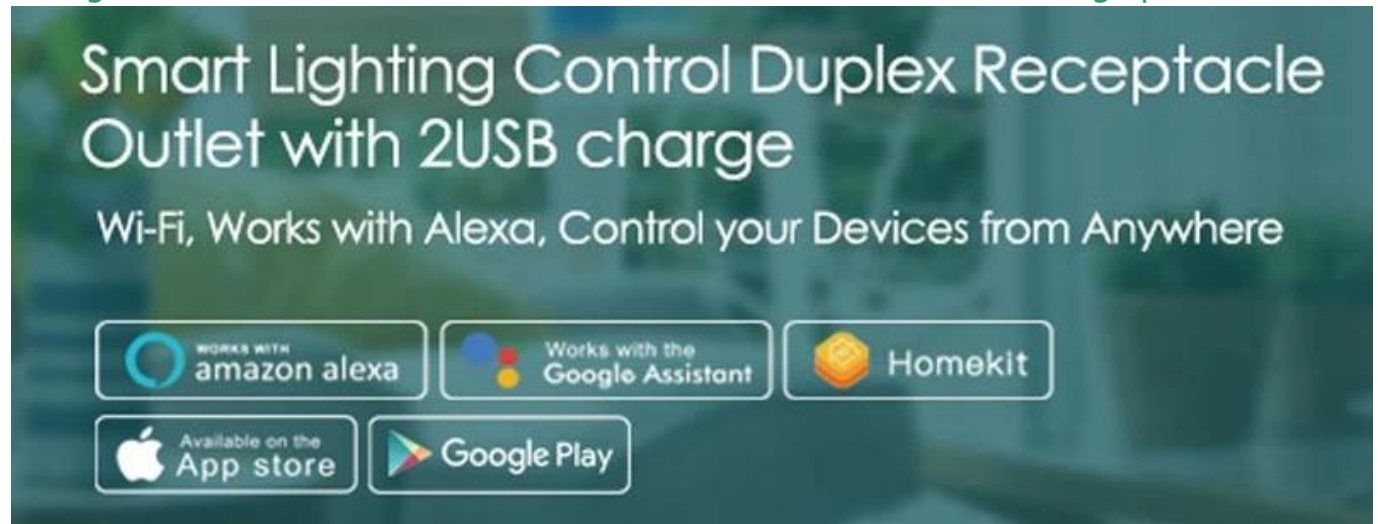 Smart Lighting Control Duplex Receptacle
Outlet with 2USB charge
Wi-Fi, Works with Alexa, Control your Devices from Anywhere
WORKS WITH
amazon alexa
Works with the
Google Assistant
Homekit
Available on the
App store
Google Play